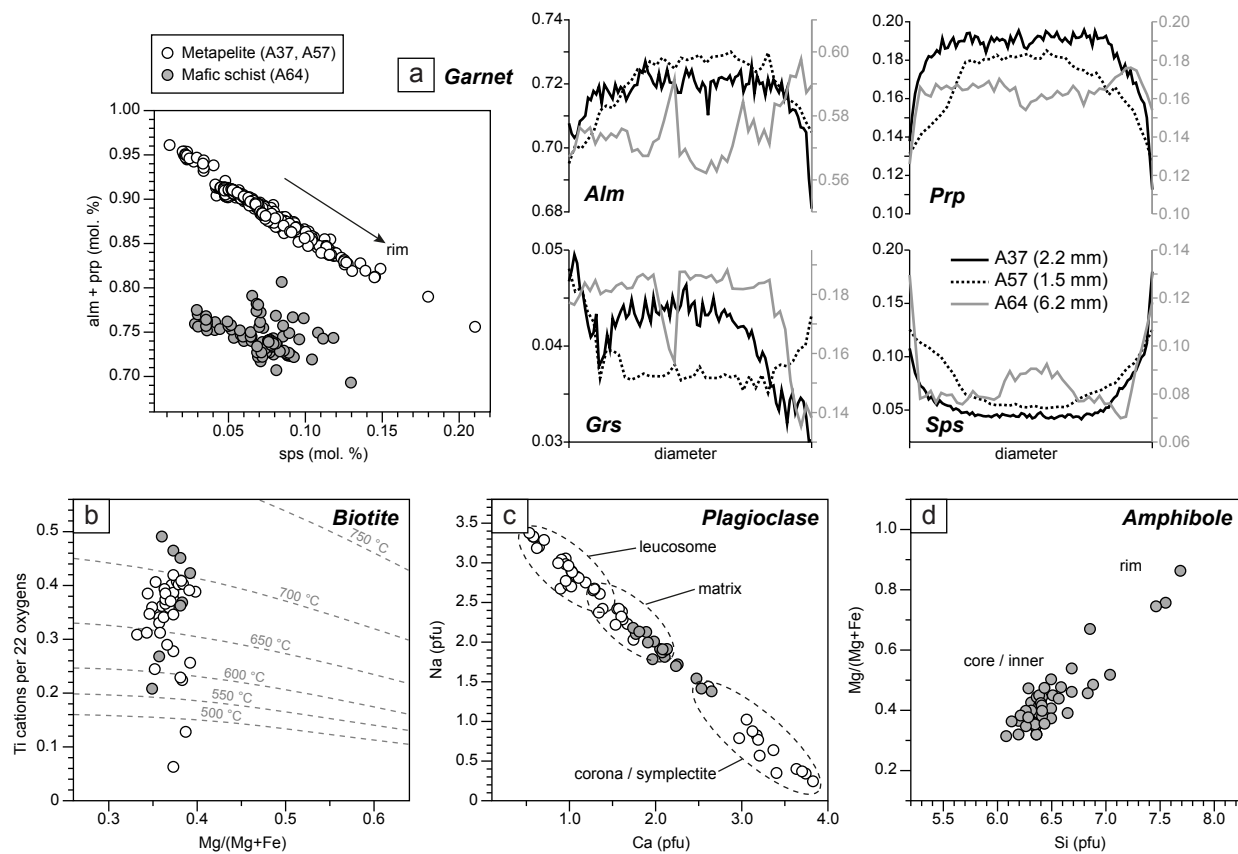 Metapelite (A37, A57)
Mafic schist (A64)
a Garnet
alm + prp (mol. %)
1.00
0.95
0.90
0.85
0.80
0.75
0.70
rim
0.05 0.10 0.15 0.20
sps (mol. %)
0.74
0.72
0.70
0.68
Alm
0.60
0.58
0.56
0.20
0.18
0.16
0.14
0.12
0.10
Prp
0.20
0.18
0.16
0.14
0.12
0.10
0.05
0.04
0.03
Grs
0.18
0.16
0.14
diameter
0.20
0.15
0.10
0.05
A37 (2.2 mm)
A57 (1.5 mm)
A64 (6.2 mm)
Sps
0.14
0.12
0.10
0.08
0.06
diameter
b Biotite
Ti cations per 22 oxygens
0.5
0.4
0.3
0.2
0.1
0
750 °C
700 °C
650 °C
600 °C
550 °C
500 °C
0.3 0.4 0.5 0.6
Mg/(Mg+Fe)
c Plagioclase
Na (pfu)
3.5
3.0
2.5
2.0
1.5
1.0
0.5
0
leucosome
matrix
corona / symplectite
1.0 2.0 3.0 4.0
Ca (pfu)
d Amphibole
Mg/(Mg+Fe)
1.0
0.8
0.6
0.4
0.2
rim
core / inner
5.5 6.0 6.5 7.0 7.5 8.0
Si (pfu)